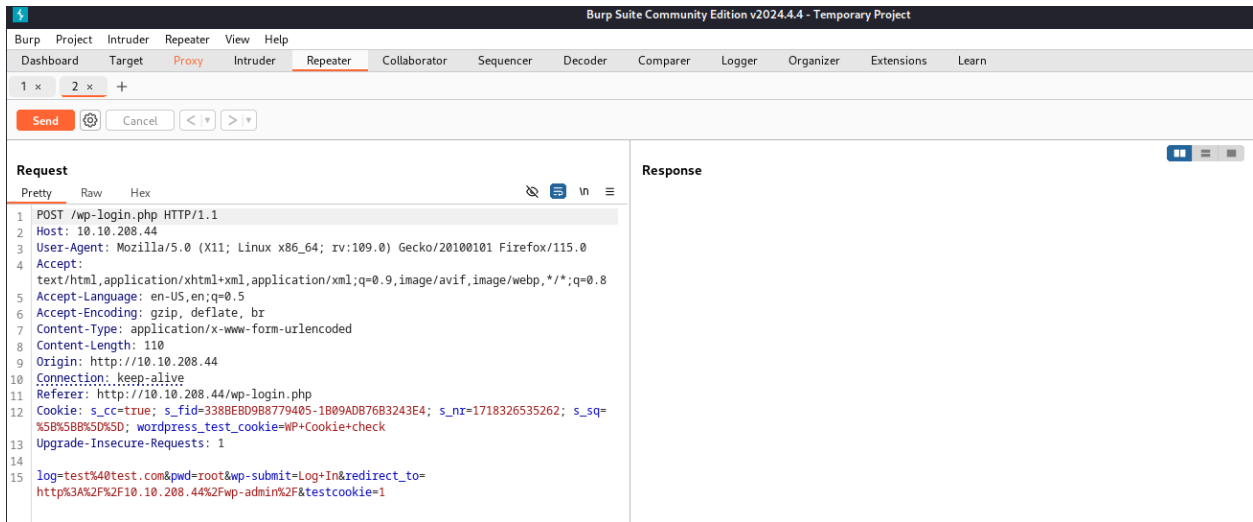 Burp Suite Community Edition v2024.4.4 - Temporary Project
Burp Project Intruder Repeater View Help
Dashboard Target Proxy Intruder Repeater Collaborator Sequencer Decoder Comparer Logger Organizer Extensions Learn
1 × 2 × +
Send Cancel < >
Request
Response
Pretty Raw Hex
\n
1 POST /wp-login.php HTTP/1.1
2 Host: 10.10.208.44
3 User-Agent: Mozilla/5.0 (X11; Linux x86_64; rv:109.0) Gecko/20100101 Firefox/115.0
4 Accept:
text/html,application/xhtml+xml,application/xml;q=0.9,image/avif,image/webp,*/*;q=0.8
5 Accept-Language: en-US,en;q=0.5
6 Accept-Encoding: gzip, deflate, br
7 Content-Type: application/x-www-form-urlencoded
8 Content-Length: 110
9 Origin: http://10.10.208.44
10 Connection: keep-alive
11 Referer: http://10.10.208.44/wp-login.php
12 Cookie: s_cc=true; s_fid=338BEBD9B8779405-1B09ADB76B3243E4; s_nr=1718326535262; s_sq=
%5B%5BB%5D%5D; wordpress_test_cookie=WP+Cookie+check
13 Upgrade-Insecure-Requests: 1
14
15 log=test%40test.com&pwd=root&wp-submit=Log+In&redirect_to=
http%3A%2F%2F10.10.208.44%2Fwp-admin%2F&testcookie=1